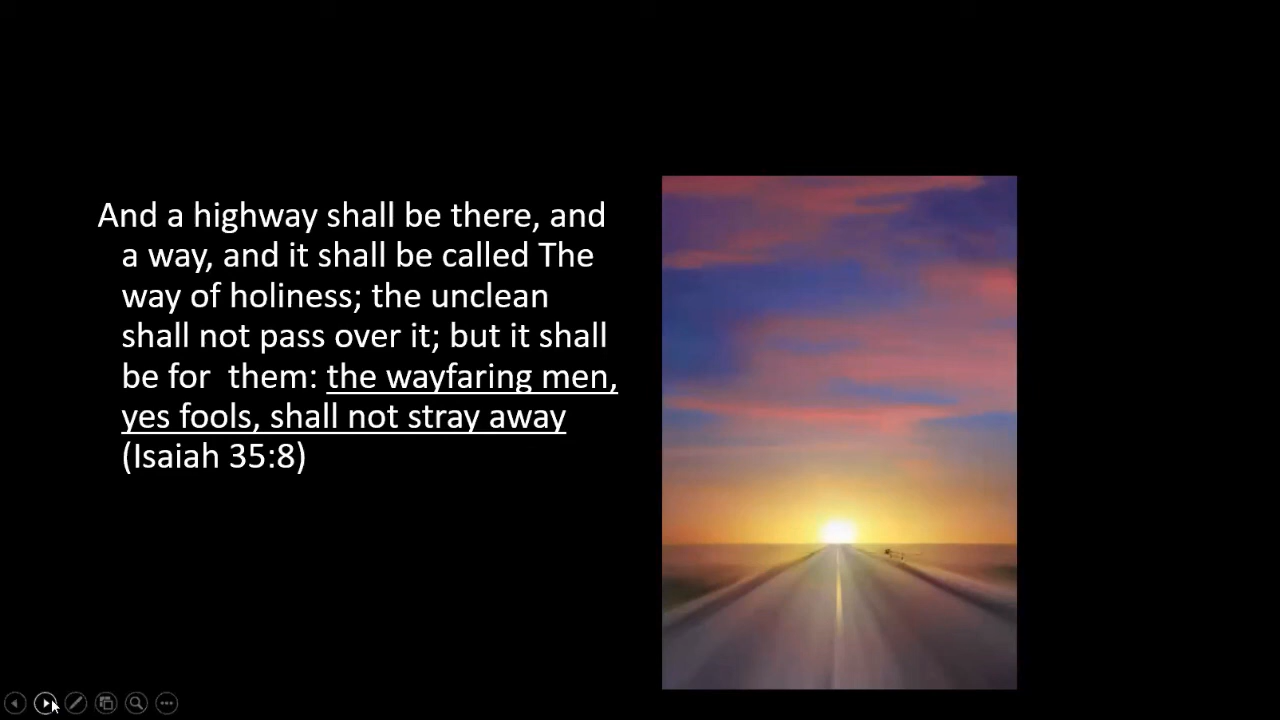 And a highway shall be there, and
a way, and it shall be called The
way of holiness; the unclean
shall not pass over it; but it shall
be for  them: the wayfaring men,
yes fools, shall not stray away
(Isaiah 35:8)